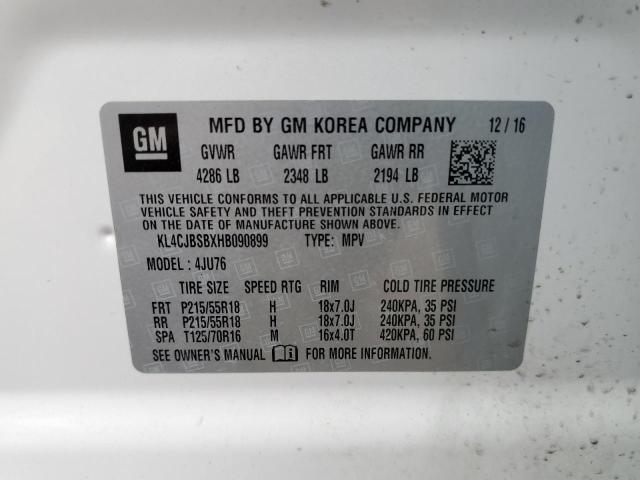 GM MFD BY GM KOREA COMPANY 12 / 16
GVWR GAWR FRT GAWR RR
4286 LB 2348 LB 2194 LB
THIS VEHICLE CONFORMS TO ALL APPLICABLE U.S. FEDERAL MOTOR
VEHICLE SAFETY AND THEFT PREVENTION STANDARDS IN EFFECT
ON THE DATE OF MANUFACTURE SHOWN ABOVE.
KL4CJBSBXHB090899 TYPE: MPV
MODEL : 4JU76
TIRE SIZE SPEED RTG RIM COLD TIRE PRESSURE
FRT P215/55R18 H 18x7.0J 240KPA, 35 PSI
RR P215/55R18 H 18x7.0J 240KPA, 35 PSI
SPA T125/70R16 M 16x4.0T 420KPA, 60 PSI
SEE OWNER'S MANUAL FOR MORE INFORMATION.